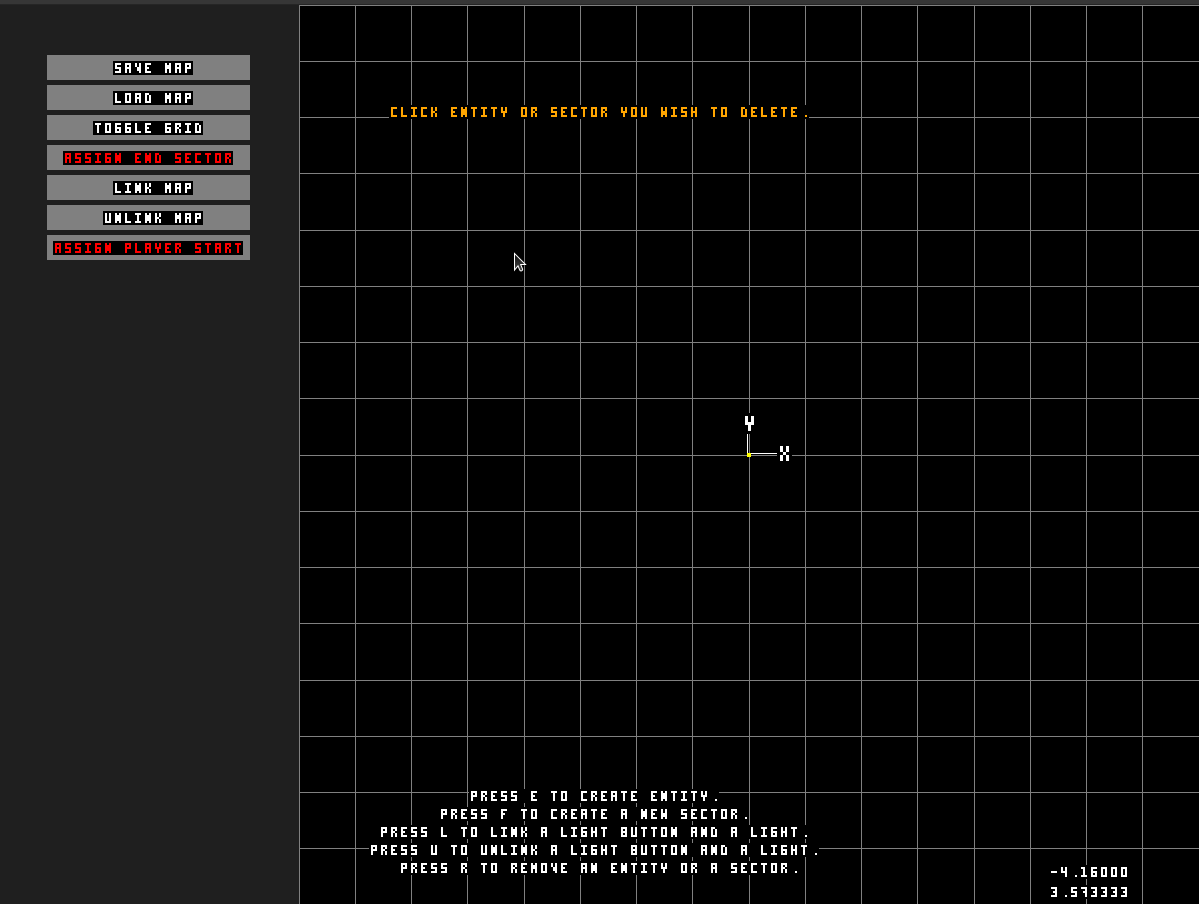 SAVE MAP
LOAD MAP
TOGGLE GRID
ASSIGN END SECTOR
LINK MAP
UNLINK MAP
ASSIGN PLAYER START
CLICK ENTITY OR SECTOR YOU WISH TO DELETE.
Y
X
PRESS E TO CREATE ENTITY.
PRESS F TO CREATE A NEW SECTOR.
PRESS L TO LINK A LIGHT BUTTON AND A LIGHT.
PRESS U TO UNLINK A LIGHT BUTTON AND A LIGHT.
PRESS R TO REMOVE AN ENTITY OR A SECTOR.
-4.16000
3.573333